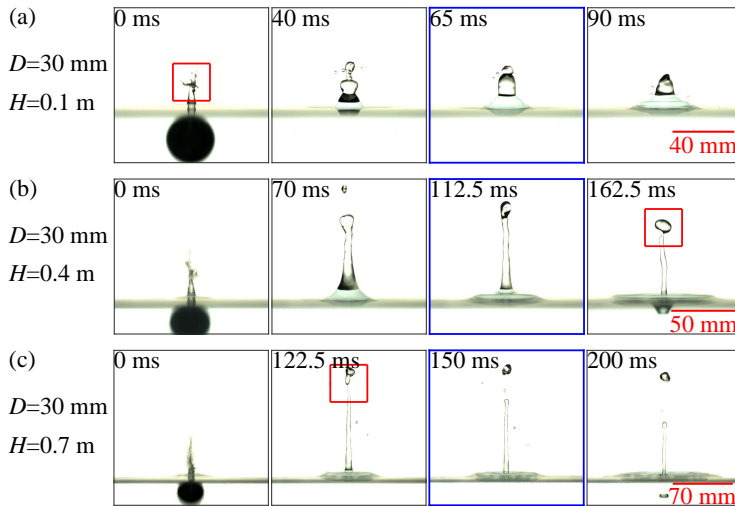 (a)
D=30 mm
H=0.1 m
0 ms
40 ms
65 ms
90 ms
40 mm
(b)
D=30 mm
H=0.4 m
0 ms
70 ms
112.5 ms
162.5 ms
50 mm
(c)
D=30 mm
H=0.7 m
0 ms
122.5 ms
150 ms
200 ms
70 mm